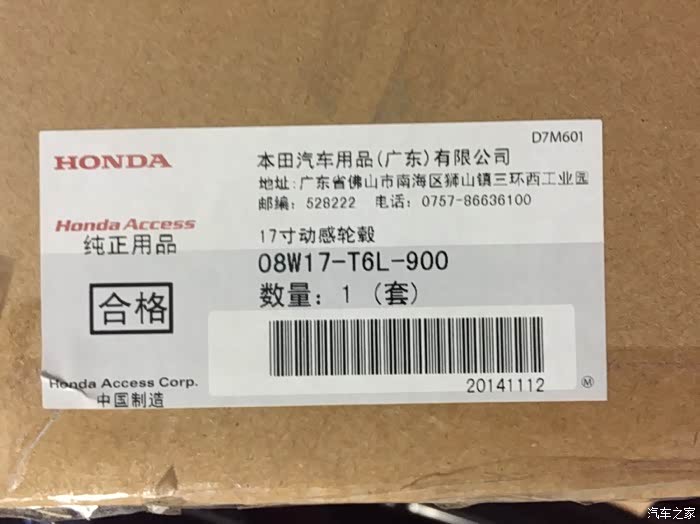 D7M601
HONDA
本田汽车用品(广东)有限公司
地址:广东省佛山市南海区狮山镇三环西工业园
邮编: 528222 电话: 0757-86636100
Honda Access
纯正用品
17寸动感轮毂
08W17-T6L-900
数量: 1 (套)
合格
20141112
M
Honda Access Corp.
中国制造
汽车之家